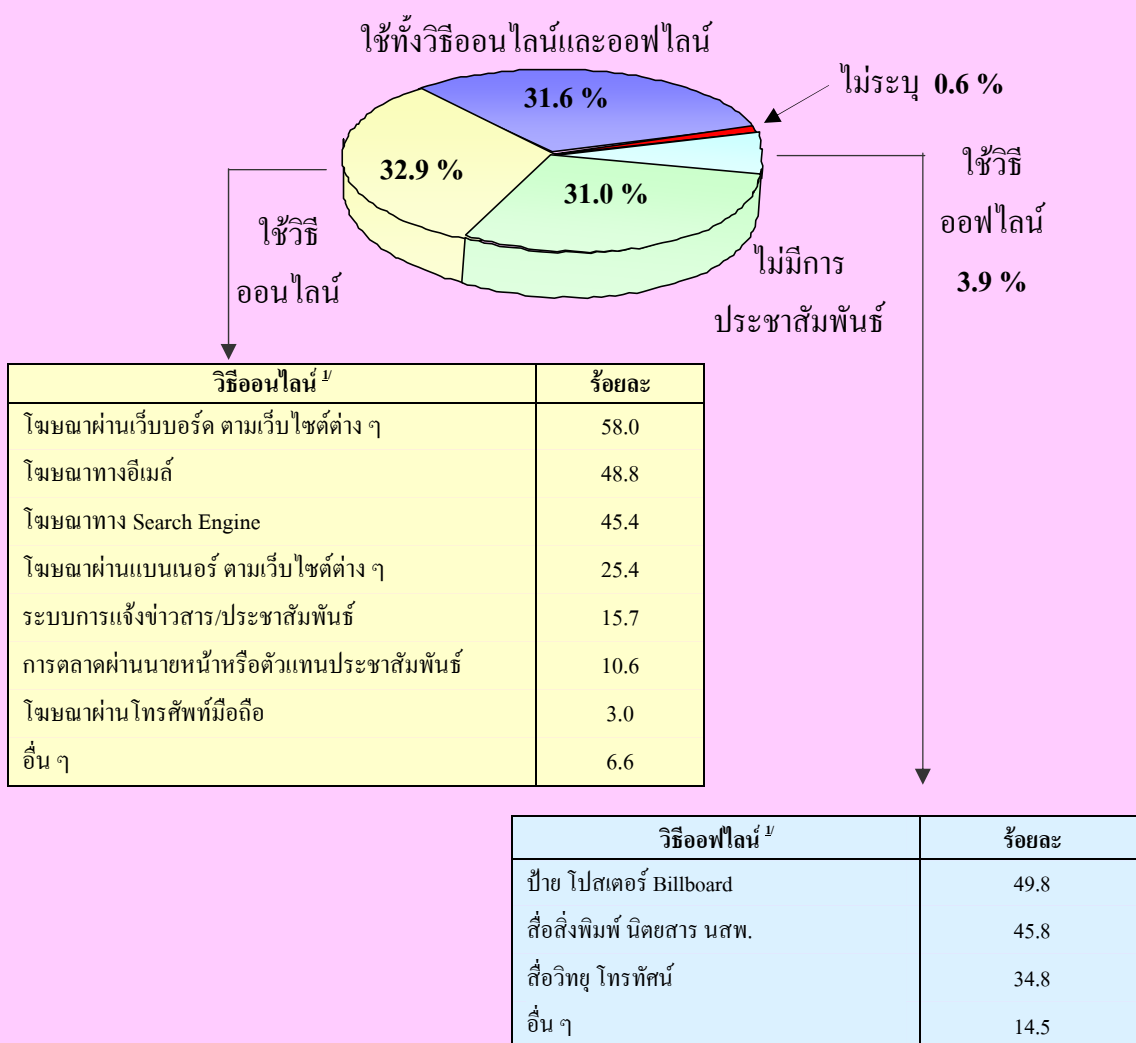 ใช้ทั้งวิธีออนไลน์และออฟไลน์
ไม่ระบุ 0.6 %
31.6 %
32.9 %
31.0 %
ใช้วิธี
ออนไลน์
ไม่มีการ
ประชาสัมพันธ์
ใช้วิธี
ออฟไลน์
3.9 %
วิธีออนไลน์ 1/ ร้อยละ
โฆษณาผ่านเว็บบอร์ด ตามเว็บไซต์ต่าง ๆ 58.0
โฆษณาทางอีเมล์ 48.8
โฆษณาทาง Search Engine 45.4
โฆษณาผ่านแบนเนอร์ ตามเว็บไซต์ต่าง ๆ 25.4
ระบบการแจ้งข่าวสาร/ประชาสัมพันธ์ 15.7
การตลาดผ่านนายหน้าหรือตัวแทนประชาสัมพันธ์ 10.6
โฆษณาผ่านโทรศัพท์มือถือ 3.0
อื่น ๆ 6.6
วิธีออฟไลน์ 1/ ร้อยละ
ป้าย โปสเตอร์ Billboard 49.8
สื่อสิ่งพิมพ์ นิตยสาร นสพ. 45.8
สื่อวิทยุ โทรทัศน์ 34.8
อื่น ๆ 14.5